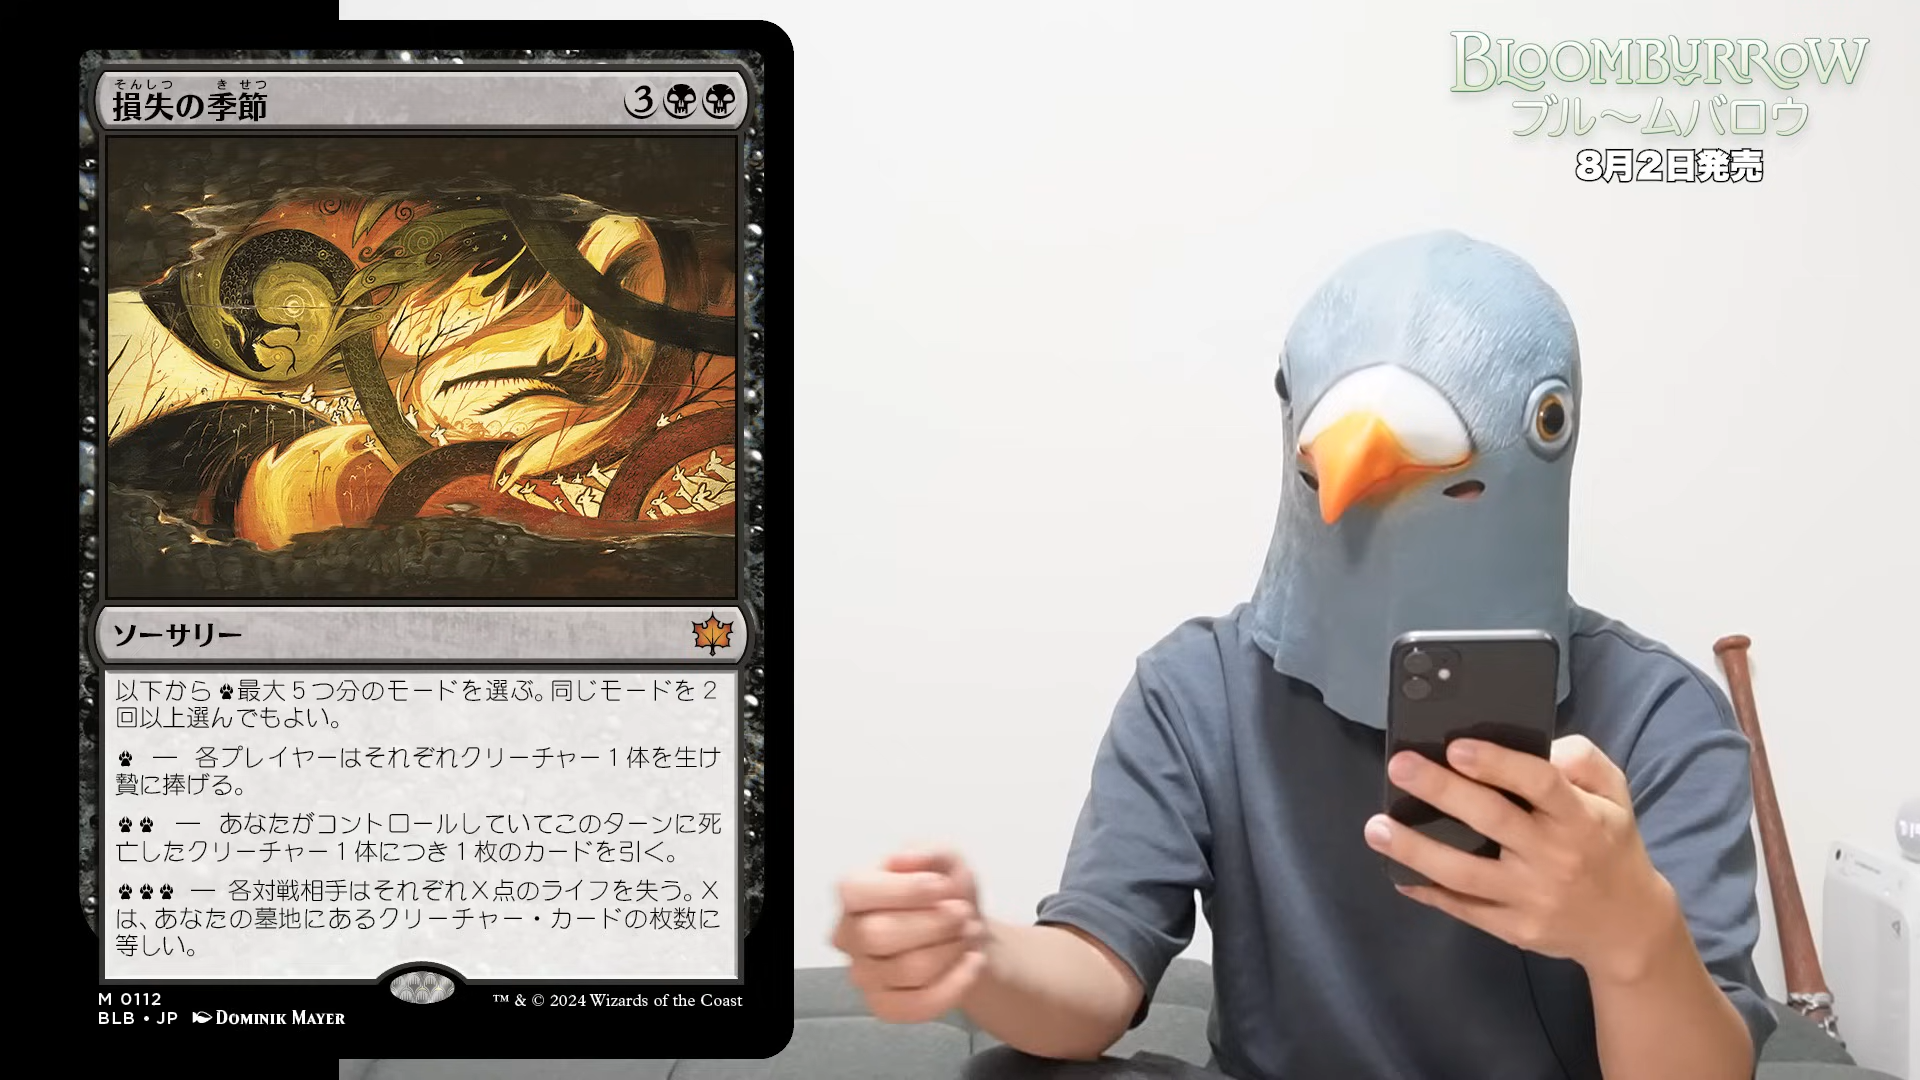 そんしつ きせつ
損失の季節 3
ソーサリー
以下から最大5つ分のモードを選ぶ。同じモードを2
回以上選んでもよい。
― 各プレイヤーはそれぞれクリーチャー1体を生け
贄に捧げる。
― あなたがコントロールしていてこのターンに死
亡したクリーチャー1体につき1枚のカードを引く。
― 各対戦相手はそれぞれX点のライフを失う。X
は、あなたの墓地にあるクリーチャー・カードの枚数に
等しい。
M 0112
BLB • JP DOMINIK MAYER
™ & © 2024 Wizards of the Coast
BLOOMBURROW
ブルームバロウ
8月2日発売